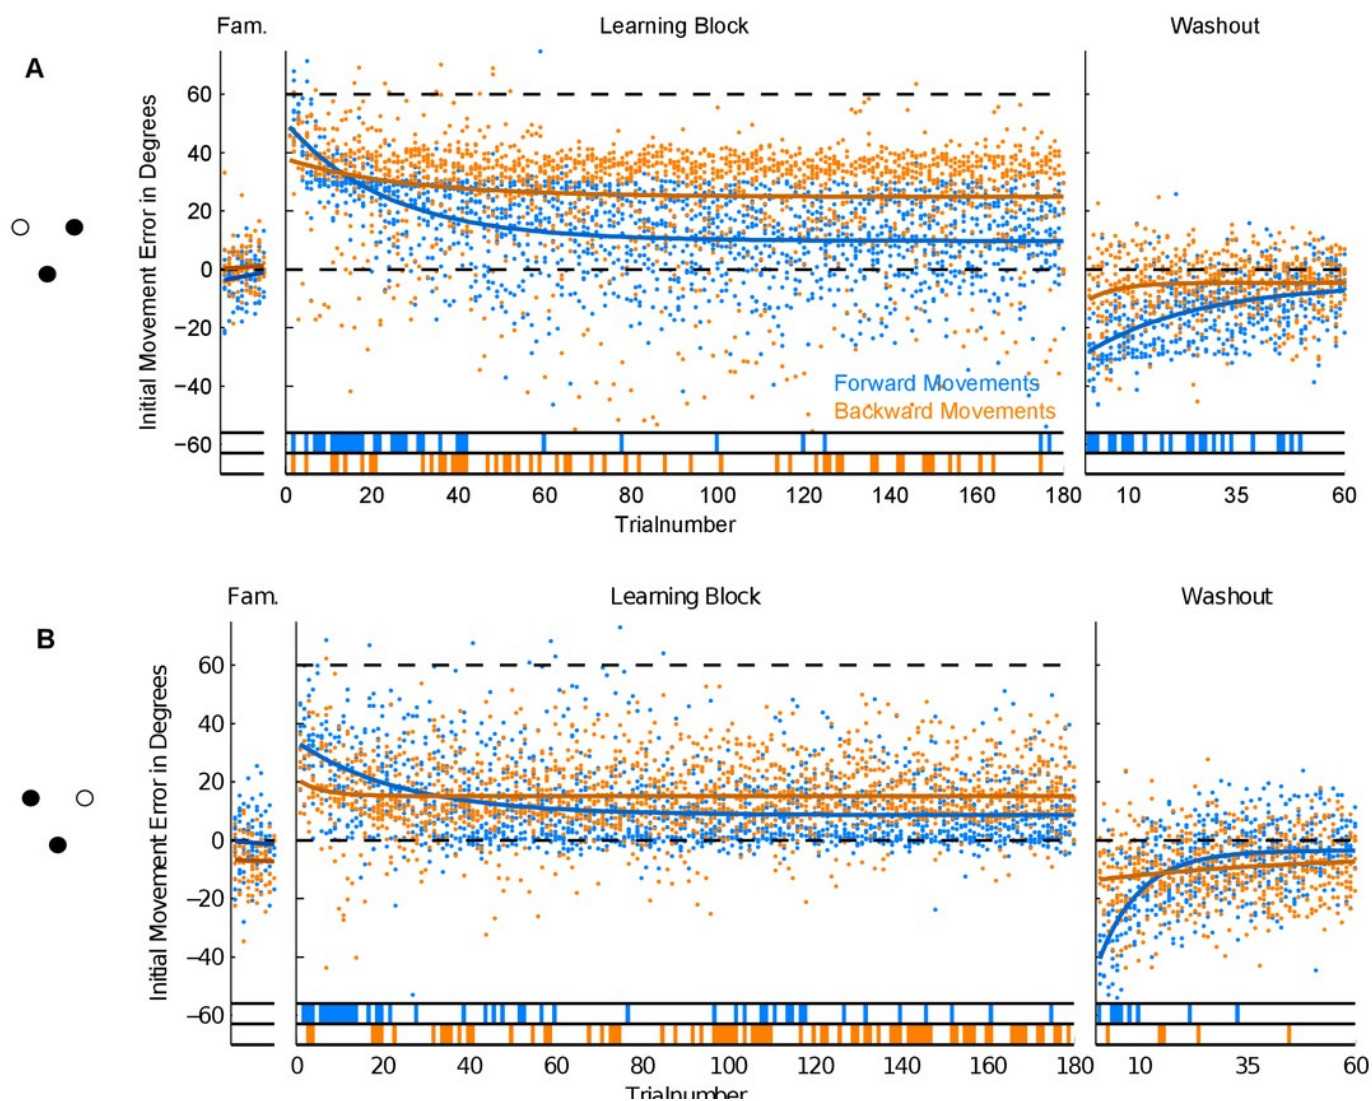 Fam. Learning Block Washout
A
Initial Movement Error in Degrees
60
40
20
0
−20
−40
−60
Forward Movements
Backward Movements
0 20 40 60 80 100 120 140 160 180 10 35 60
Trialnumber
Fam. Learning Block Washout
B
Initial Movement Error in Degrees
60
40
20
0
−20
−40
−60
0 20 40 60 80 100 120 140 160 180 10 35 60
Trialnumber